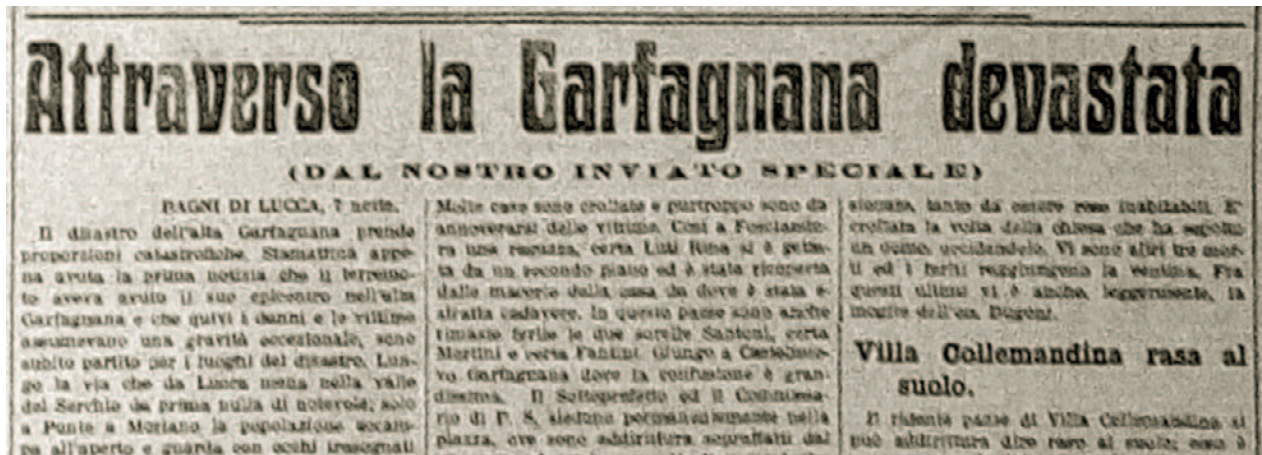 Attraverso la Garfagnana devastata
(DAL NOSTRO INVIATO SPECIALE)
BAGNI DI LUCCA, 7 notte.
Il disastro dell'alta Garfagnana prende
proporzioni catastrofiche. Stamattina appe-
na avuta la prima notizia che il terremo-
to aveva avuto il suo epicentro nell'alta
Garfagnana e che quivi i danni e le vittime
assumevano una gravità eccezionale, sono
subito partito per i luoghi del disastro. Lun-
go la via che da Lucca mena nella valle
del Serchio da prima nulla di notevole; solo
a Ponte a Moriano la popolazione accam-
pa all'aperto e guarda con occhi trasognati
Molte case sono crollate e purtroppo sono da
annoverarsi delle vittime. Così a Fosciando-
ra una ragazza, certa Lusi Rina si è getta-
ta da un secondo piano ed è stata ricoperta
dalle macerie della casa da dove è stata e-
stratta cadavere. In questo paese sono anche
rimaste ferite le due sorelle Santoni, certa
Martini e certa Fantini. Giungo a Castelnuo-
vo Garfagnana dove la confusione è gran-
dissima. Il Sottoprefetto ed il Commissa-
rio di P. S. siedono permanentemente nella
piazza, ove sono addirittura sopraffatti dal
sionata, tanto da essere rese inabitabili. E'
crollata la volta della chiesa che ha sepolto
un uomo, uccidendolo. Vi sono altri tre mor-
ti ed i feriti raggiungono la ventina. Fra
questi ultimi vi è anche, leggermente, la
moglie dell'on.
Villa Collemandina rasa al
suolo.
Il ridente paese di Villa Collemandina si
può addirittura dire raso al suolo; esso è